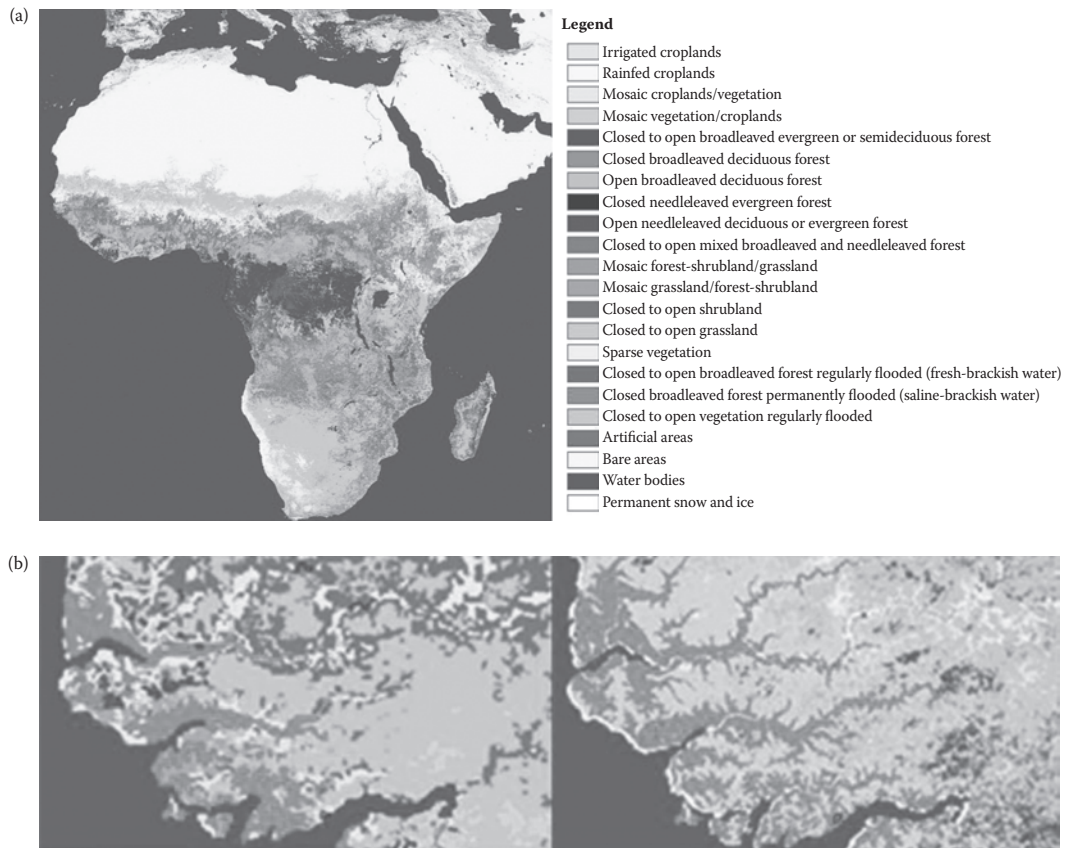 (a)
Legend
Irrigated croplands
Rainfed croplands
Mosaic croplands/vegetation
Mosaic vegetation/croplands
Closed to open broadleaved evergreen or semideciduous forest
Closed broadleaved deciduous forest
Open broadleaved deciduous forest
Closed needleleaved evergreen forest
Open needleleaved deciduous or evergreen forest
Closed to open mixed broadleaved and needleleaved forest
Mosaic forest-shrubland/grassland
Mosaic grassland/forest-shrubland
Closed to open shrubland
Closed to open grassland
Sparse vegetation
Closed to open broadleaved forest regularly flooded (fresh-brackish water)
Closed broadleaved forest permanently flooded (saline-brackish water)
Closed to open vegetation regularly flooded
Artificial areas
Bare areas
Water bodies
Permanent snow and ice
(b)